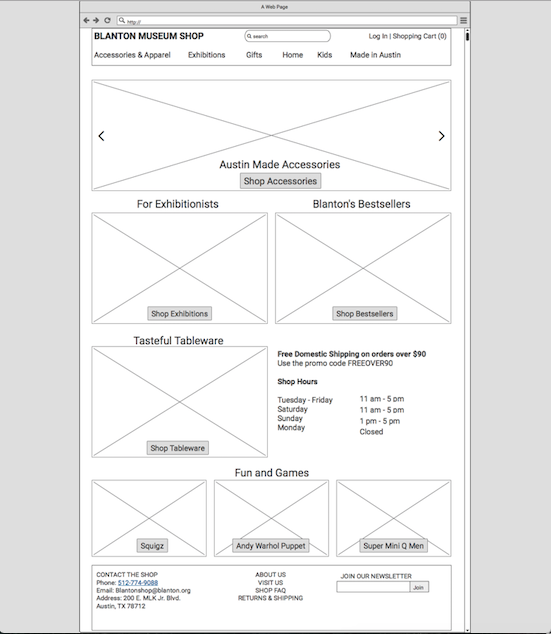 A Web Page
http://
BLANTON MUSEUM SHOP
search
Log In | Shopping Cart (0)
Accessories & Apparel Exhibitions Gifts Home Kids Made in Austin
Austin Made Accessories
Shop Accessories
For Exhibitionists
Blanton's Bestsellers
Shop Exhibitions
Shop Bestsellers
Tasteful Tableware
Shop Tableware
Free Domestic Shipping on orders over $90
Use the promo code FREEOVER90
Shop Hours
Tuesday - Friday 11 am - 5 pm
Saturday 11 am - 5 pm
Sunday 1 pm - 5 pm
Monday Closed
Fun and Games
Squigz
Andy Warhol Puppet
Super Mini Q Men
CONTACT THE SHOP
Phone: 512-774-9088
Email: Blantonshop@blanton.org
Address: 200 E. MLK Jr. Blvd.
Austin, TX 78712
ABOUT US
VISIT US
SHOP FAQ
RETURNS & SHIPPING
JOIN OUR NEWSLETTER
Join